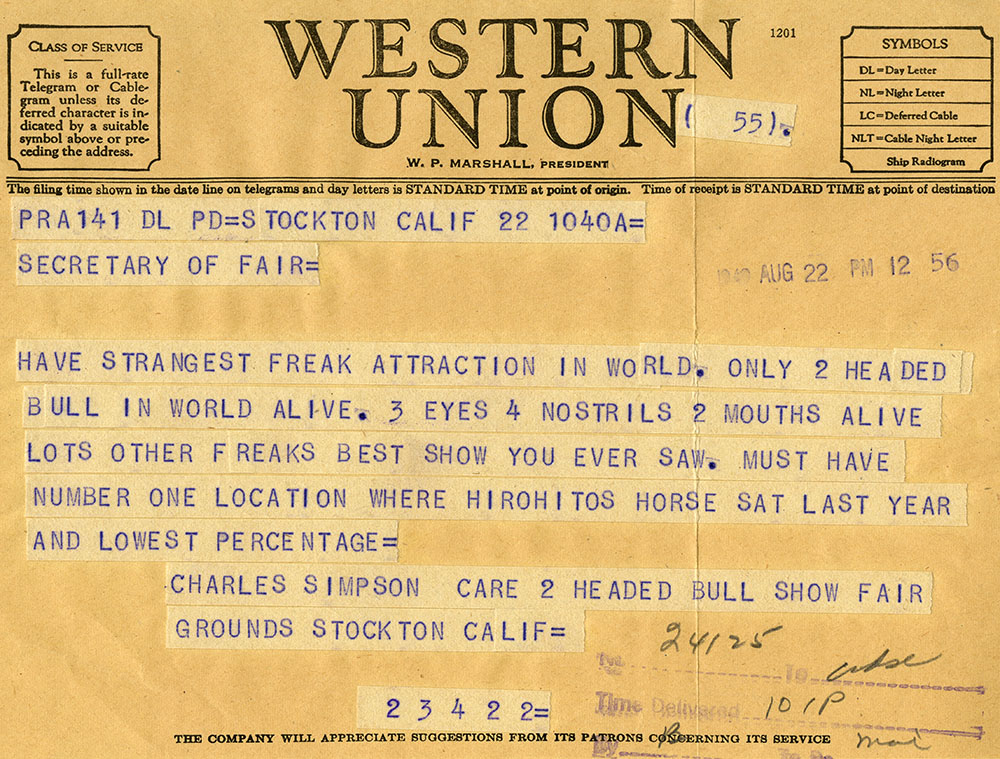 CLASS OF SERVICE
This is a full-rate
Telegram or Cable-
gram unless its de-
ferred character is in-
dicated by a suitable
symbol above or pre-
ceding the address.
WESTERN
UNION
1201
( 55).
W. P. MARSHALL, PRESIDENT
SYMBOLS
DL=Day Letter
NL=Night Letter
LC=Deferred Cable
NLT=Cable Night Letter
Ship Radiogram
The filing time shown in the date line on telegrams and day letters is STANDARD TIME at point of origin. Time of receipt is STANDARD TIME at point of destination
PRA141 DL PD=STOCKTON CALIF 22 1040A=
SECRETARY OF FAIR=
1949 AUG 22 PM 12 56
HAVE STRANGEST FREAK ATTRACTION IN WORLD. ONLY 2 HEADED
BULL IN WORLD ALIVE. 3 EYES 4 NOSTRILS 2 MOUTHS ALIVE
LOTS OTHER FREAKS BEST SHOW YOU EVER SAW. MUST HAVE
NUMBER ONE LOCATION WHERE HIROHITOS HORSE SAT LAST YEAR
AND LOWEST PERCENTAGE=
CHARLES SIMPSON CARE 2 HEADED BULL SHOW FAIR
GROUNDS STOCKTON CALIF=
24125
To
Time Delivered 101P
23422=
By To Be
THE COMPANY WILL APPRECIATE SUGGESTIONS FROM ITS PATRONS CONCERNING ITS SERVICE